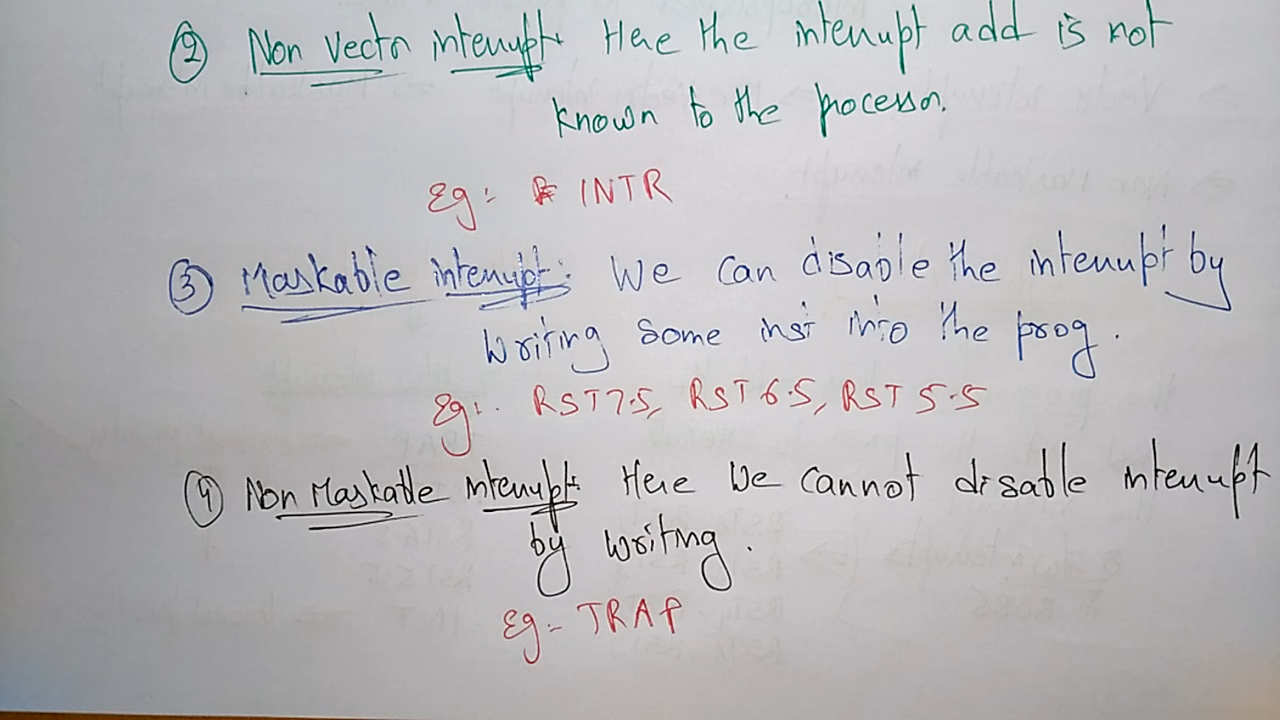 ② Non Vector interrupt:- Here the interrupt add is not
known to the processor.
Eg:- INTR
③ Maskable interrupt:- We can disable the interrupt by
Writing some inst into the prog.
Eg:- RST 7.5, RST 6.5, RST 5.5
④ Non Maskable interrupt:- Here We cannot disable interrupt
by writing.
Eg:- TRAP